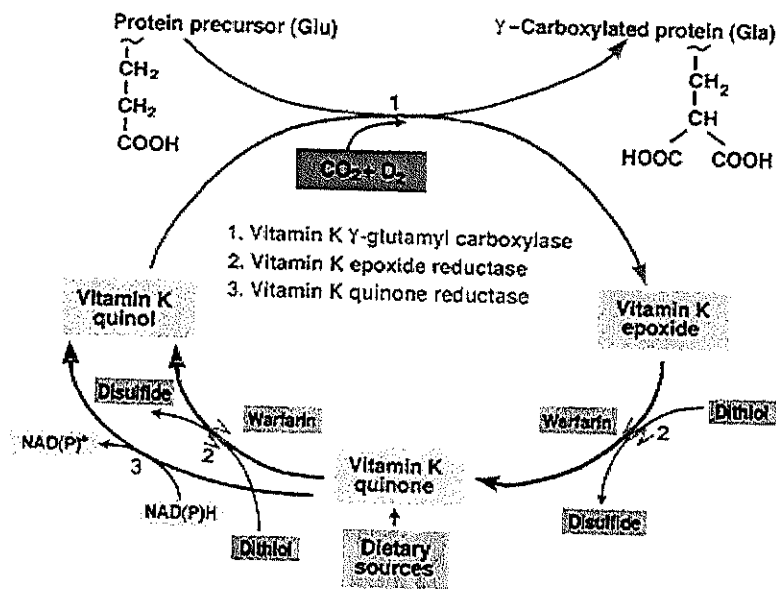 Protein precursor (Glu)
CH₂
CH₂
COOH
γ-Carboxylated protein (Gla)
CH₂
CH
HOOC COOH
1
CO₂+ O₂
1. Vitamin K γ-glutamyl carboxylase
2. Vitamin K epoxide reductase
3. Vitamin K quinone reductase
Vitamin K
quinol
Vitamin K
epoxide
Disulfide
Warfarin
2
NAD(P)⁺
3
NAD(P)H
Dithiol
Vitamin K
quinone
Dietary
sources
Warfarin
2
Dithiol
Disulfide